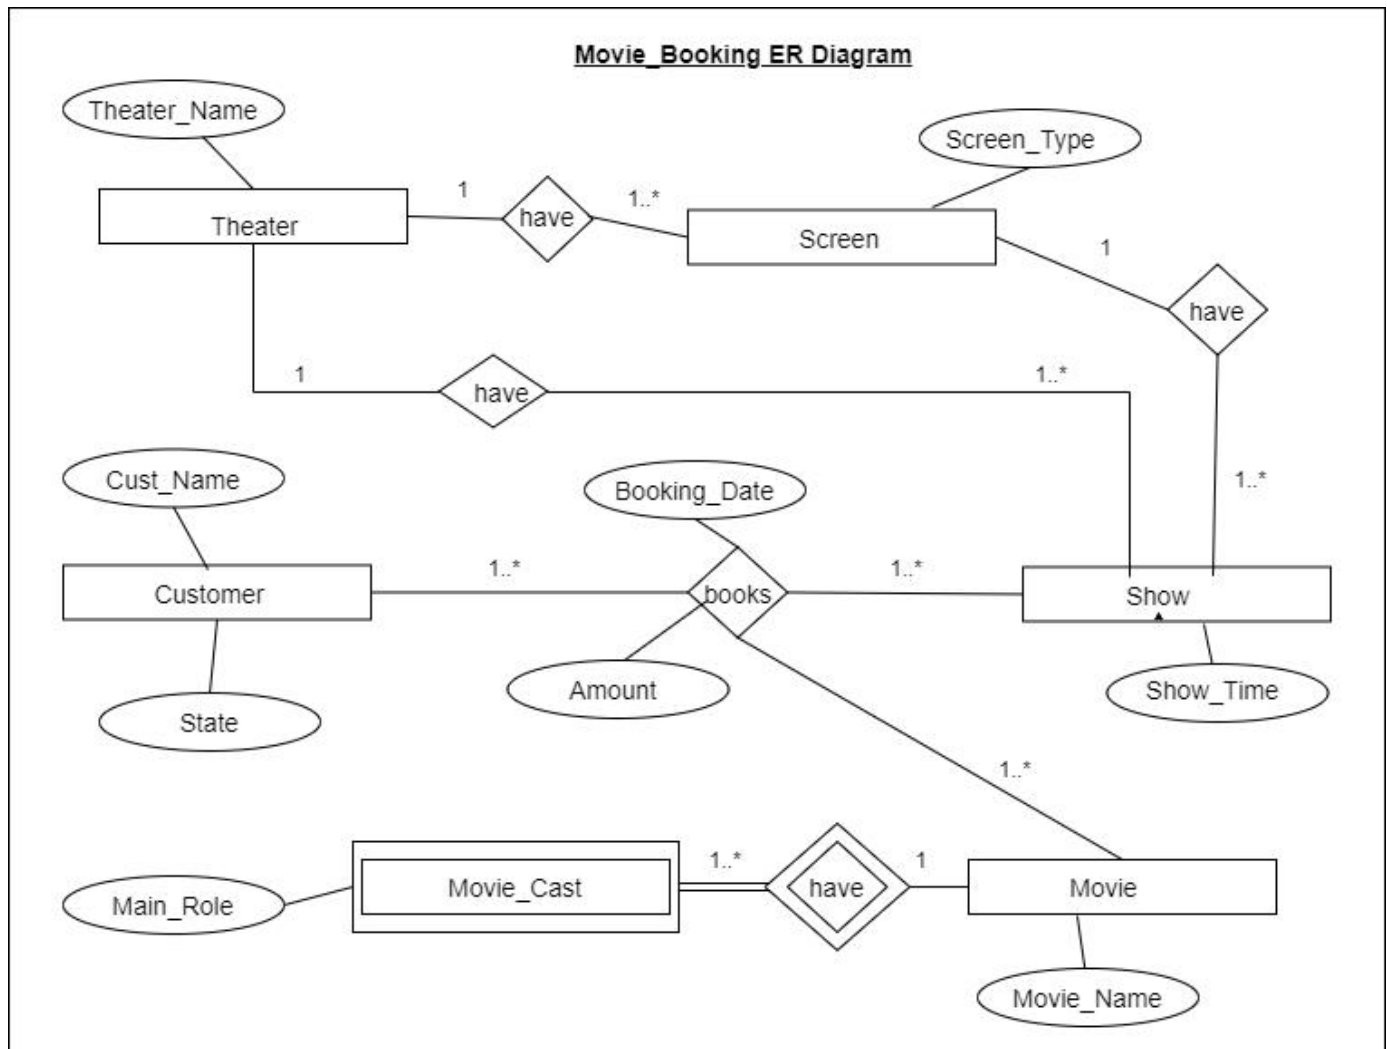 Movie_Booking ER Diagram
Theater_Name
Screen_Type
1
have
1..*
Theater
Screen
1
have
1
have
1..*
Cust_Name
Booking_Date
1..*
1..*
1..*
Customer
books
Show
Amount
Show_Time
State
1..*
1..*
1
Movie_Cast
have
Movie
Main_Role
Movie_Name